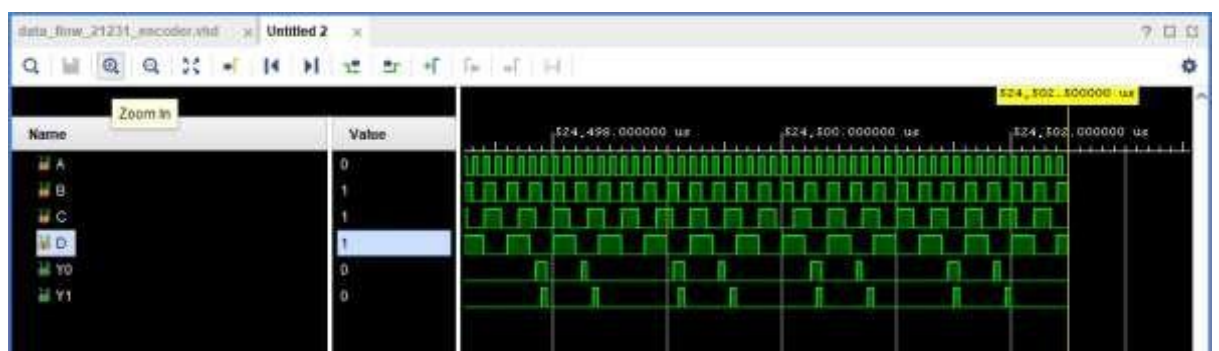 data_flow_21231_encoder.vhd × Untitled 2 ×
Zoom In
524,502.500000 us
Name Value
524,498.000000 us 524,500.000000 us 524,502.000000 us
A 0
B 1
C 1
D 1
Y0 0
Y1 0